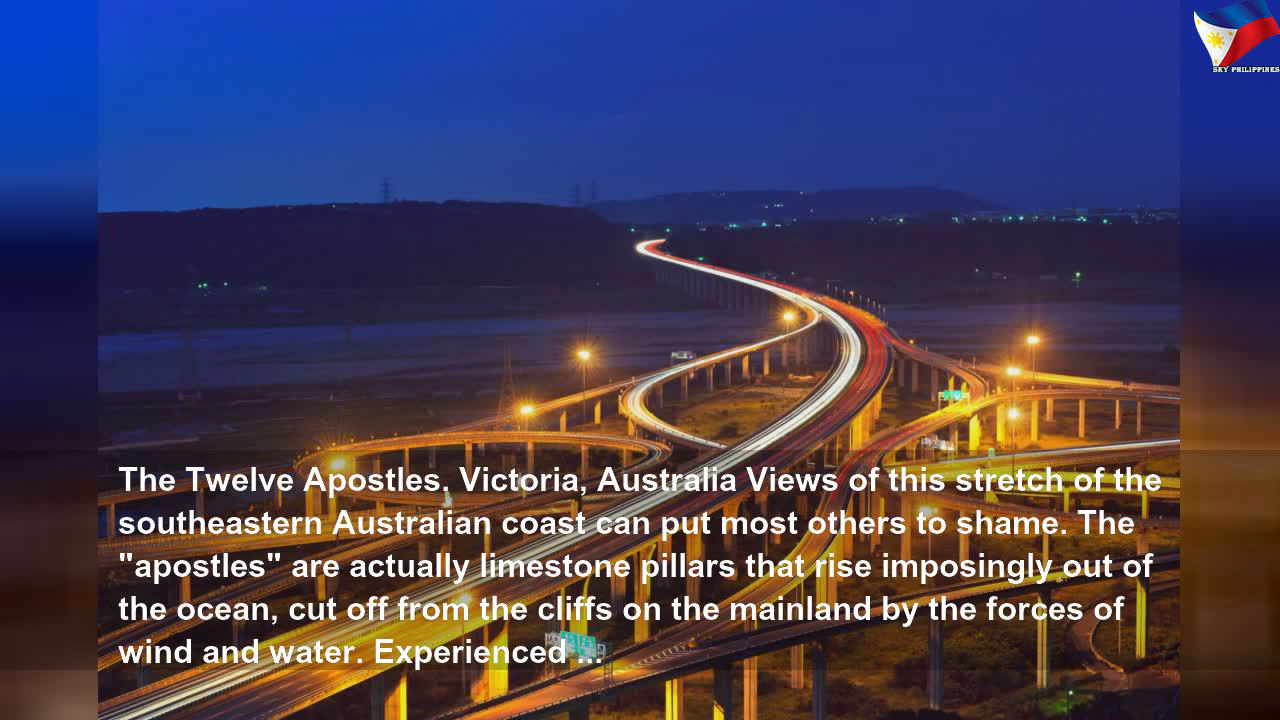 SKY PHILIPPINES
The Twelve Apostles. Victoria, Australia Views of this stretch of the
southeastern Australian coast can put most others to shame. The
"apostles" are actually limestone pillars that rise imposingly out of
the ocean, cut off from the cliffs on the mainland by the forces of
wind and water. Experienced ...